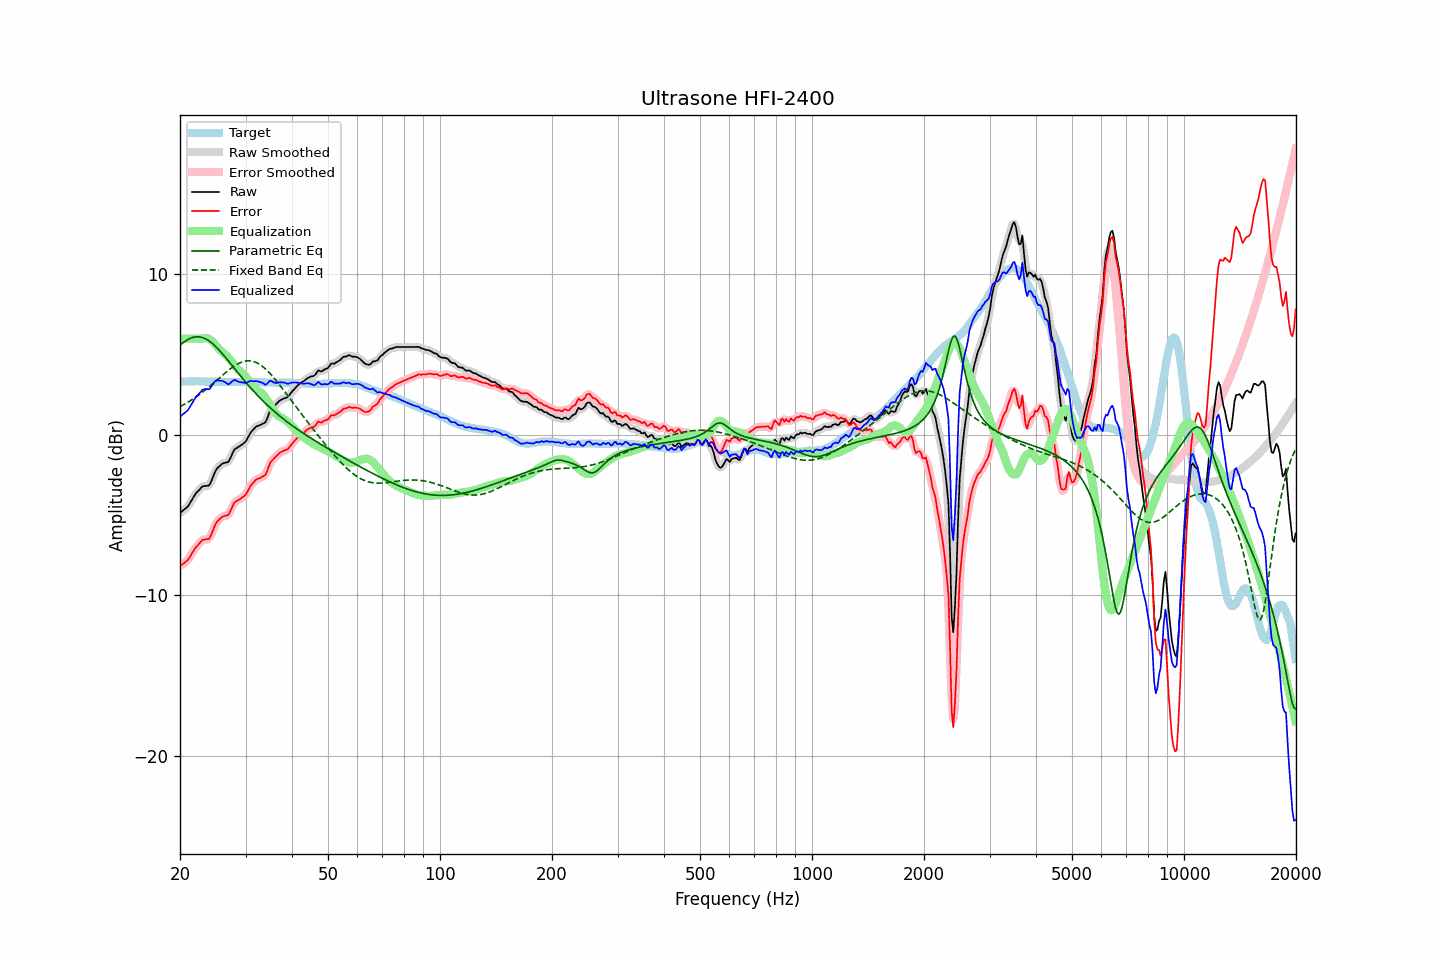 Ultrasone HFI-2400
Target
Raw Smoothed
Error Smoothed
Raw
Error
Equalization
Parametric Eq
Fixed Band Eq
Equalized
Amplitude (dBr)
10
0
−10
−20
20
50
100
200
500
1000
2000
5000
10000
20000
Frequency (Hz)